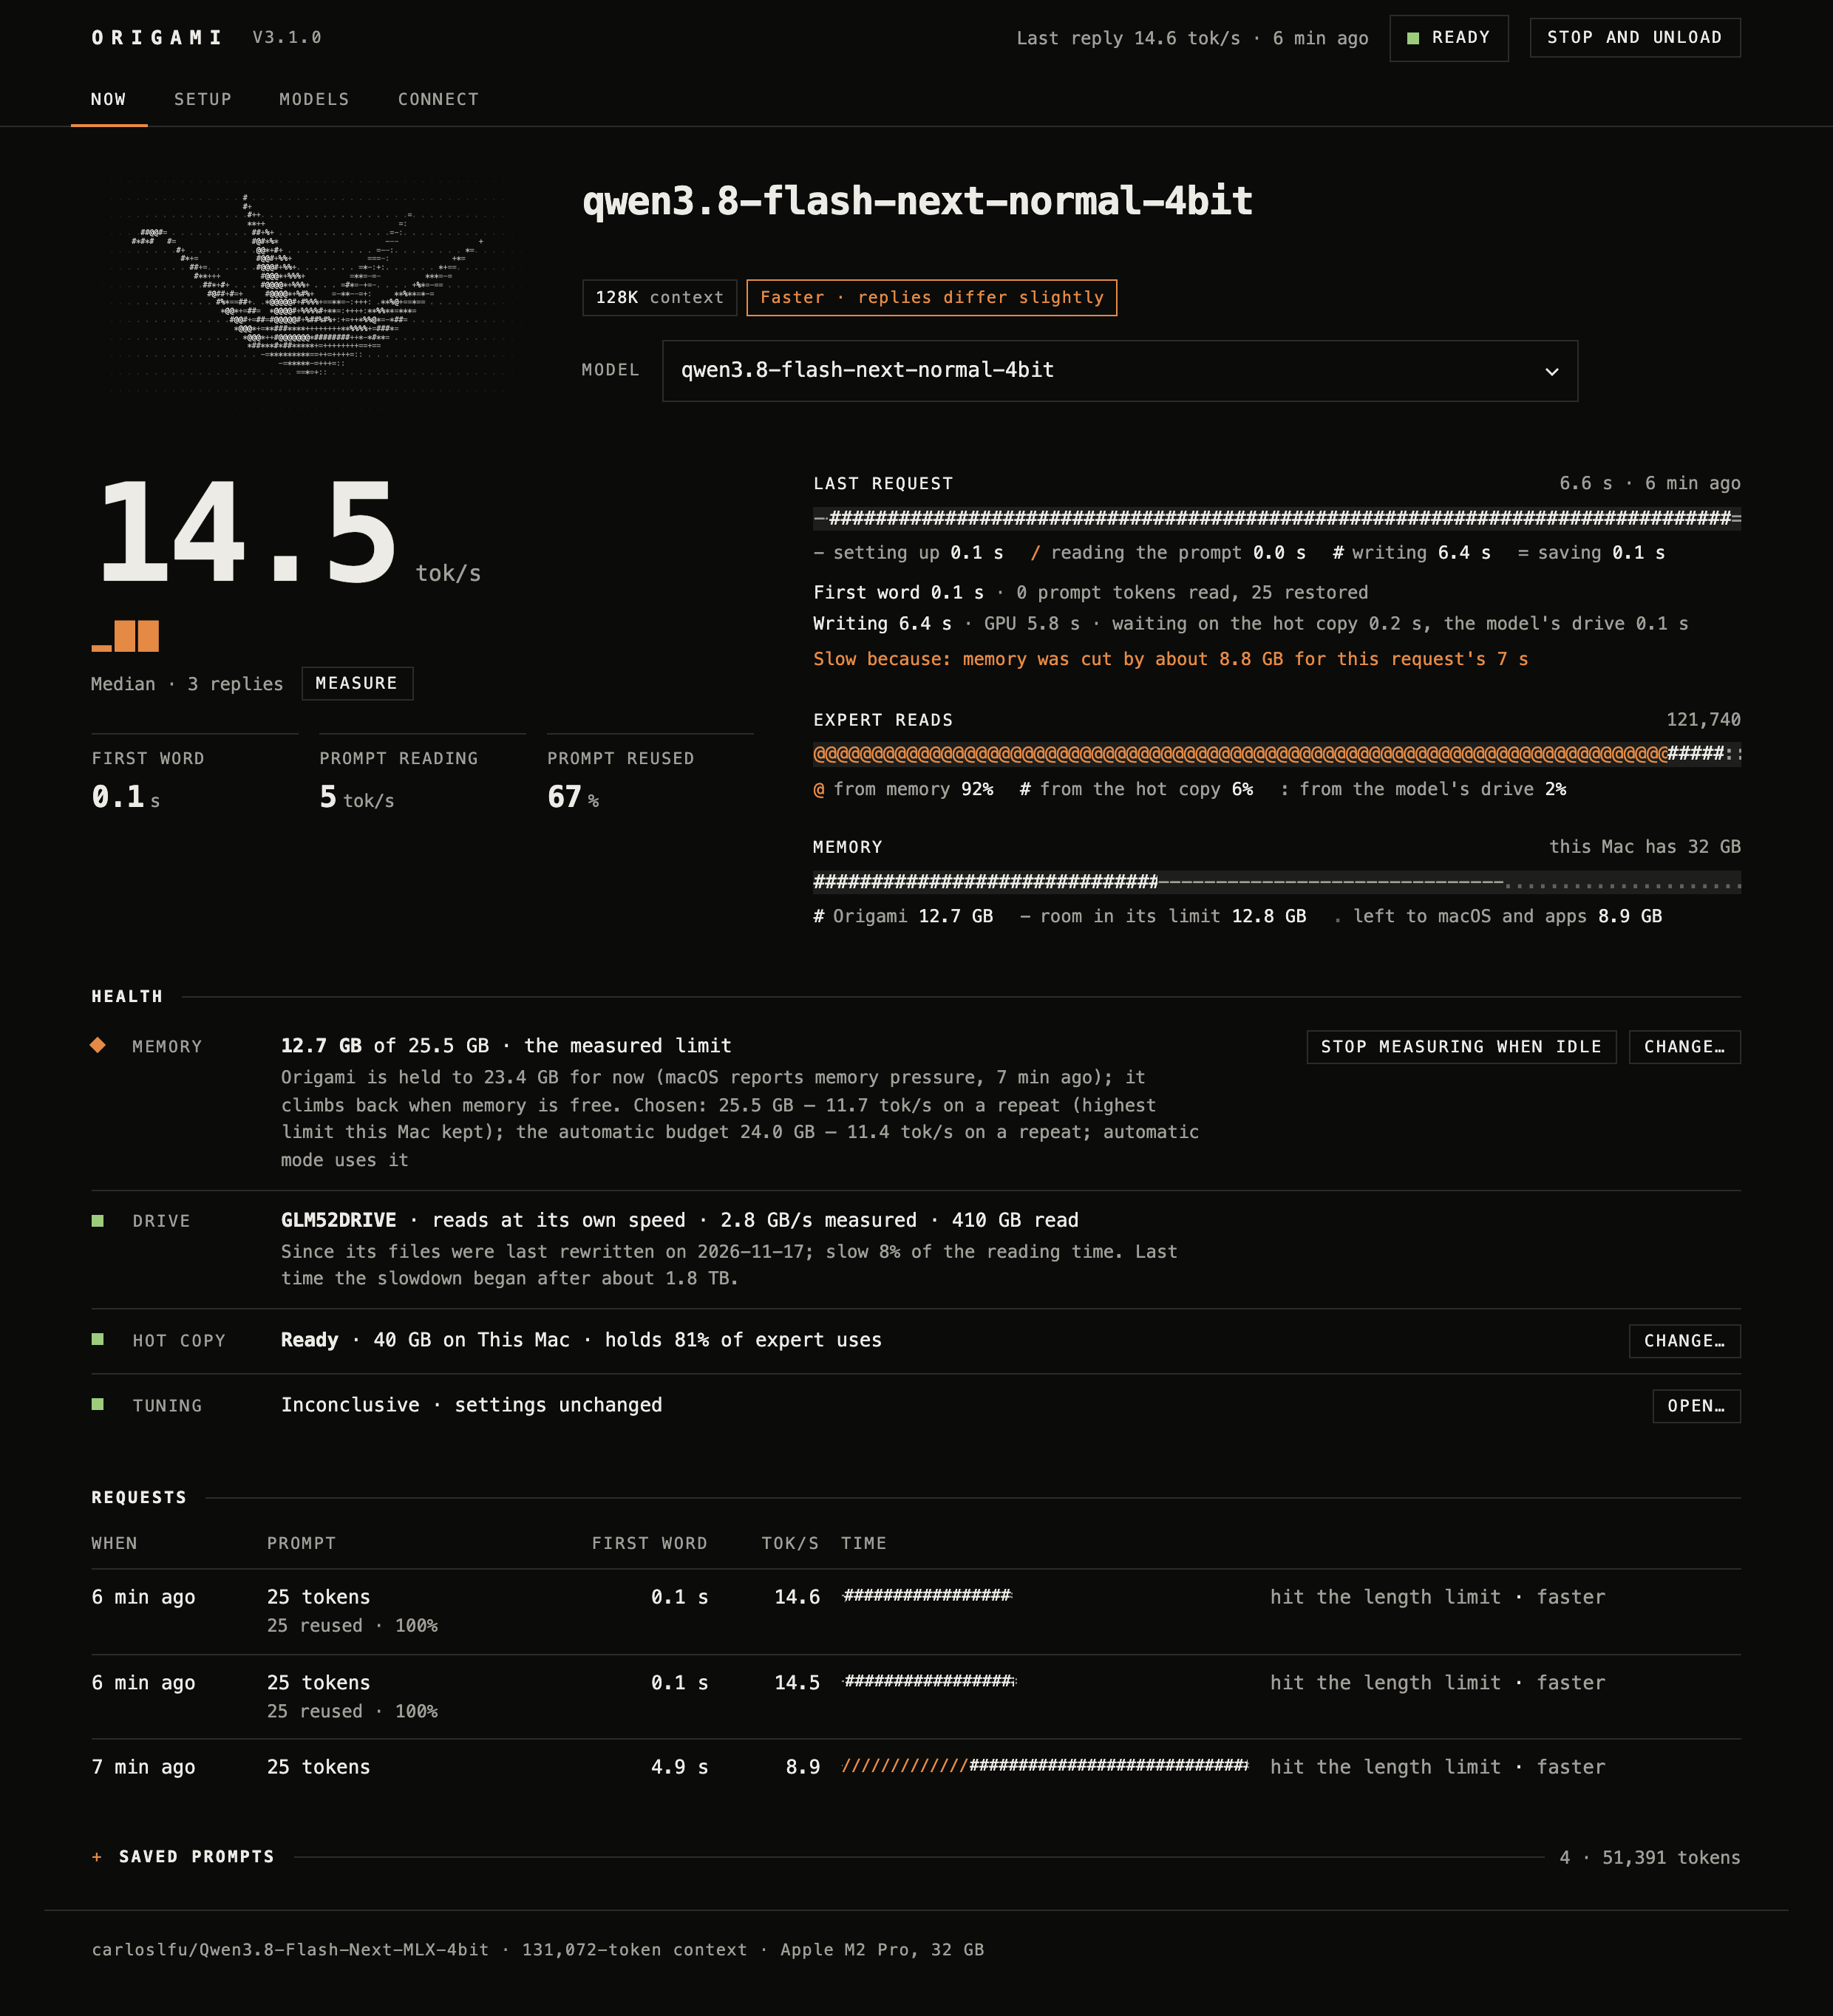 ORIGAMI V3.1.0
Last reply 14.6 tok/s · 6 min ago
READY
STOP AND UNLOAD
NOW SETUP MODELS CONNECT
qwen3.8-flash-next-normal-4bit
128K context
Faster · replies differ slightly
MODEL qwen3.8-flash-next-normal-4bit
14.5 tok/s
Median · 3 replies MEASURE
FIRST WORD PROMPT READING PROMPT REUSED
0.1 s 5 tok/s 67 %
LAST REQUEST 6.6 s · 6 min ago
- setting up 0.1 s / reading the prompt 0.0 s # writing 6.4 s = saving 0.1 s
First word 0.1 s · 0 prompt tokens read, 25 restored
Writing 6.4 s · GPU 5.8 s · waiting on the hot copy 0.2 s, the model's drive 0.1 s
Slow because: memory was cut by about 8.8 GB for this request's 7 s
EXPERT READS 121,740
@ from memory 92% # from the hot copy 6% : from the model's drive 2%
MEMORY this Mac has 32 GB
# Origami 12.7 GB - room in its limit 12.8 GB . left to macOS and apps 8.9 GB
HEALTH
MEMORY 12.7 GB of 25.5 GB · the measured limit STOP MEASURING WHEN IDLE CHANGE…
Origami is held to 23.4 GB for now (macOS reports memory pressure, 7 min ago); it
climbs back when memory is free. Chosen: 25.5 GB — 11.7 tok/s on a repeat (highest
limit this Mac kept); the automatic budget 24.0 GB — 11.4 tok/s on a repeat; automatic
mode uses it
DRIVE GLM52DRIVE · reads at its own speed · 2.8 GB/s measured · 410 GB read
Since its files were last rewritten on 2026-11-17; slow 8% of the reading time. Last
time the slowdown began after about 1.8 TB.
HOT COPY Ready · 40 GB on This Mac · holds 81% of expert uses CHANGE…
TUNING Inconclusive · settings unchanged OPEN…
REQUESTS
WHEN PROMPT FIRST WORD TOK/S TIME
6 min ago 25 tokens 0.1 s 14.6 hit the length limit · faster
25 reused · 100%
6 min ago 25 tokens 0.1 s 14.5 hit the length limit · faster
25 reused · 100%
7 min ago 25 tokens 4.9 s 8.9 hit the length limit · faster
+ SAVED PROMPTS 4 · 51,391 tokens
carloslfu/Qwen3.8-Flash-Next-MLX-4bit · 131,072-token context · Apple M2 Pro, 32 GB